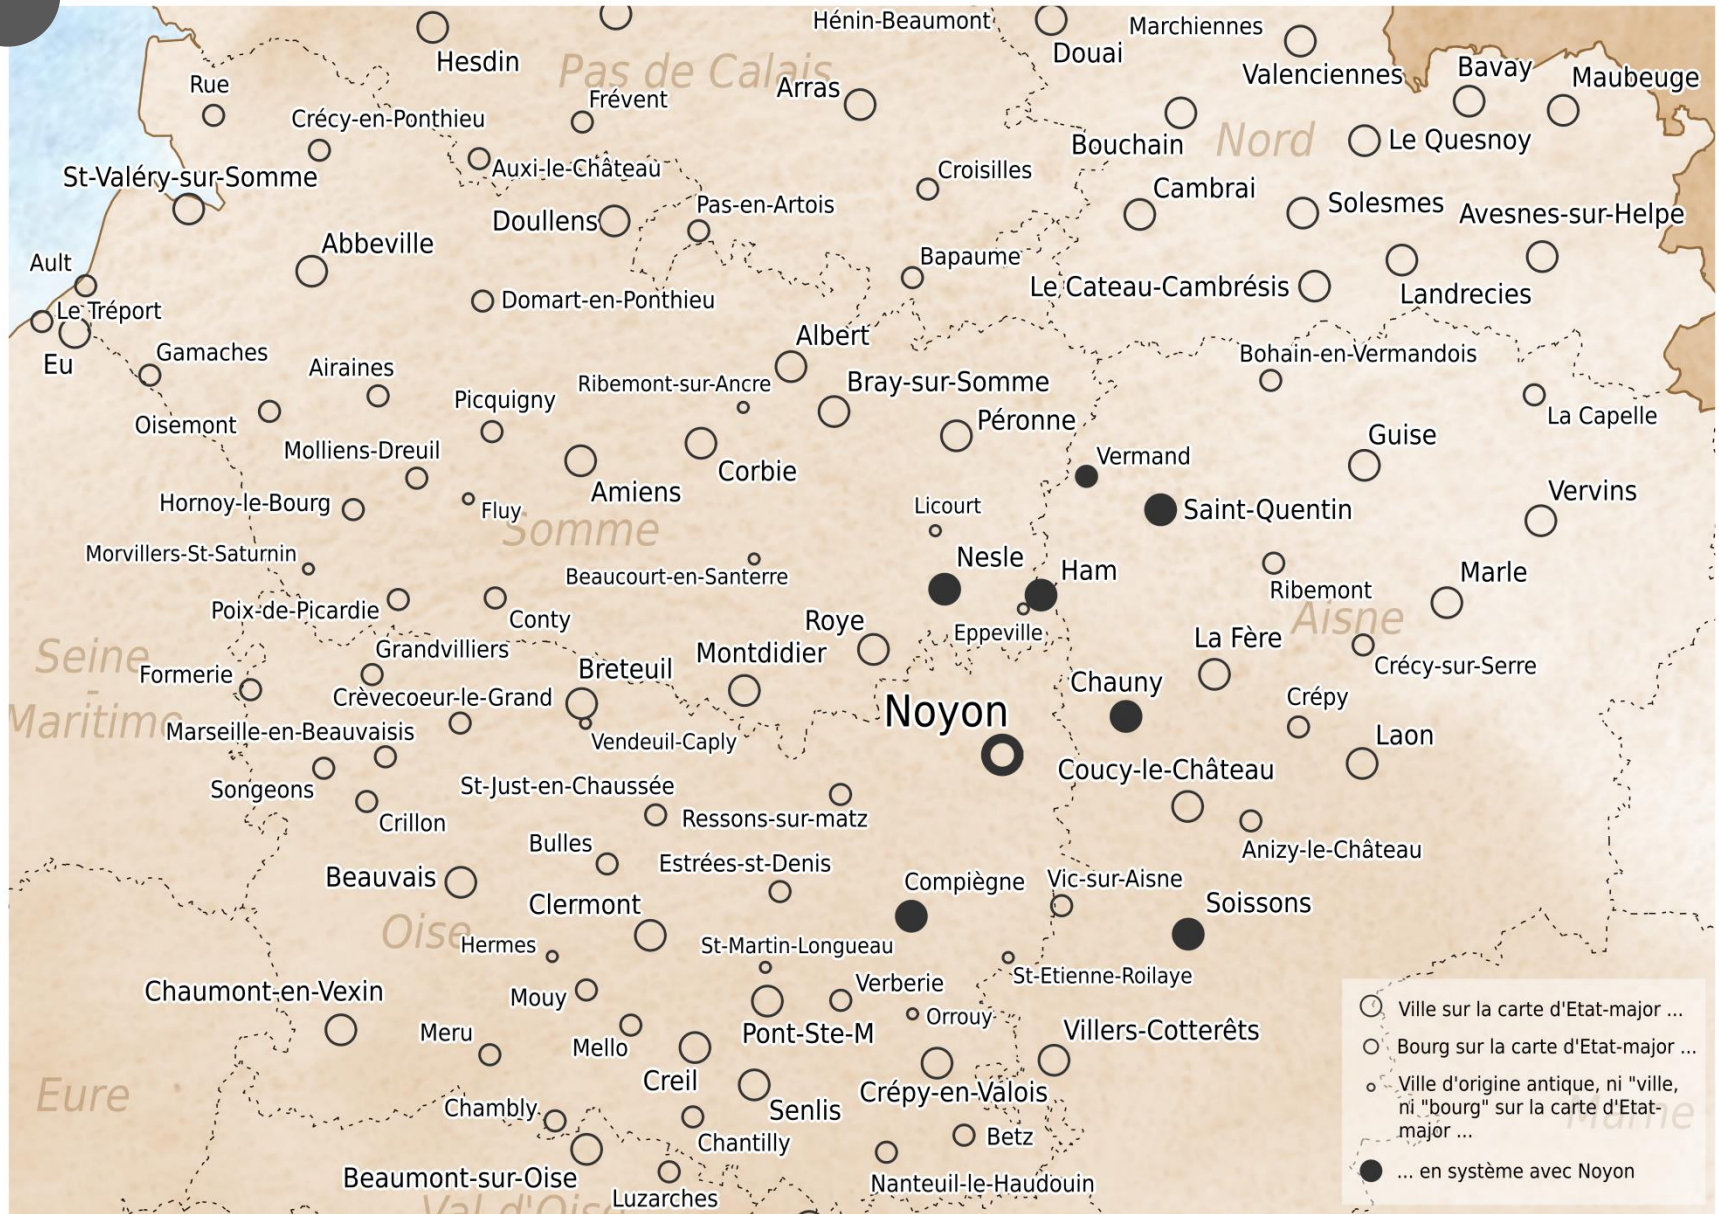 Hénin-Beaumont
Marchiennes
Douai
Hesdin
Pas de Calais
Valenciennes
Bavay
Maubeuge
Rue
Frévent
Arras
Crécy-en-Ponthieu
Bouchain
Nord
Le Quesnoy
Auxi-le-Château
Croisilles
St-Valéry-sur-Somme
Cambrai
Pas-en-Artois
Solesmes
Avesnes-sur-Helpe
Doullens
Abbeville
Bapaume
Ault
Le Cateau-Cambrésis
Landrecies
Domart-en-Ponthieu
Le Tréport
Albert
Gamaches
Bohain-en-Vermandois
Eu
Airaines
Ribemont-sur-Ancre
Bray-sur-Somme
Picquigny
La Capelle
Oisemont
Péronne
Guise
Molliens-Dreuil
Vermand
Corbie
Amiens
Vervins
Hornoy-le-Bourg
Fluy
Licourt
Saint-Quentin
Somme
Morvillers-St-Saturnin
Nesle
Ham
Marle
Beaucourt-en-Santerre
Ribemont
Poix-de-Picardie
Conty
Roye
Aisne
Eppeville
La Fère
Grandvilliers
Montdidier
Seine
-
Maritime
Breteuil
Crécy-sur-Serre
Formerie
Chauny
Crèvecoeur-le-Grand
Crépy
Noyon
Marseille-en-Beauvaisis
Vendeuil-Caply
Laon
Coucy-le-Château
Songeons
St-Just-en-Chaussée
Ressons-sur-matz
Crillon
Bulles
Anizy-le-Château
Estrées-st-Denis
Beauvais
Compiègne
Vic-sur-Aisne
Clermont
Soissons
Oise
Hermes
St-Martin-Longueau
St-Etienne-Roilaye
Chaumont-en-Vexin
Mouy
Verberie
Orrouy
Meru
Mello
Pont-Ste-M
Villers-Cotterêts
Creil
Crépy-en-Valois
Eure
Chambly
Senlis
Chantilly
Betz
Beaumont-sur-Oise
Luzarches
Nanteuil-le-Haudouin
Val d'Oise
Marne
Ville sur la carte d'Etat-major ...
Bourg sur la carte d'Etat-major ...
Ville d'origine antique, ni "ville,
ni "bourg" sur la carte d'Etat-
major ...
... en système avec Noyon